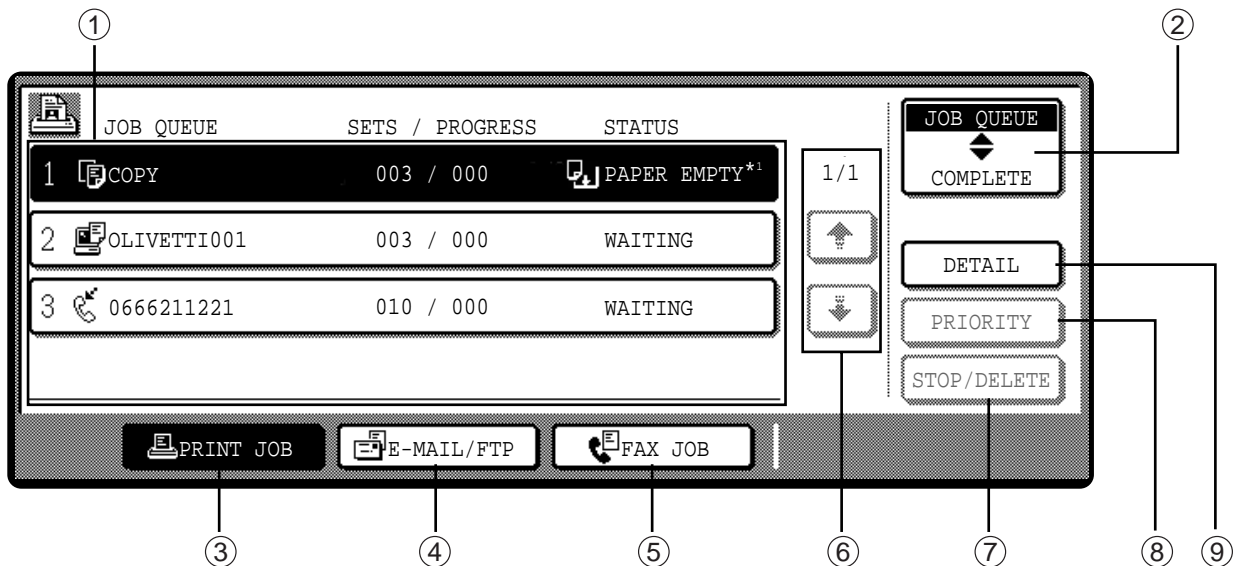 ① ②
JOB QUEUE SETS / PROGRESS STATUS
JOB QUEUE
COMPLETE
1 COPY 003 / 000 PAPER EMPTY*1
1/1
2 OLIVETTI001 003 / 000 WAITING
DETAIL
3 0666211221 010 / 000 WAITING
PRIORITY
STOP/DELETE
PRINT JOB E-MAIL/FTP FAX JOB
③ ④ ⑤ ⑥ ⑦ ⑧ ⑨